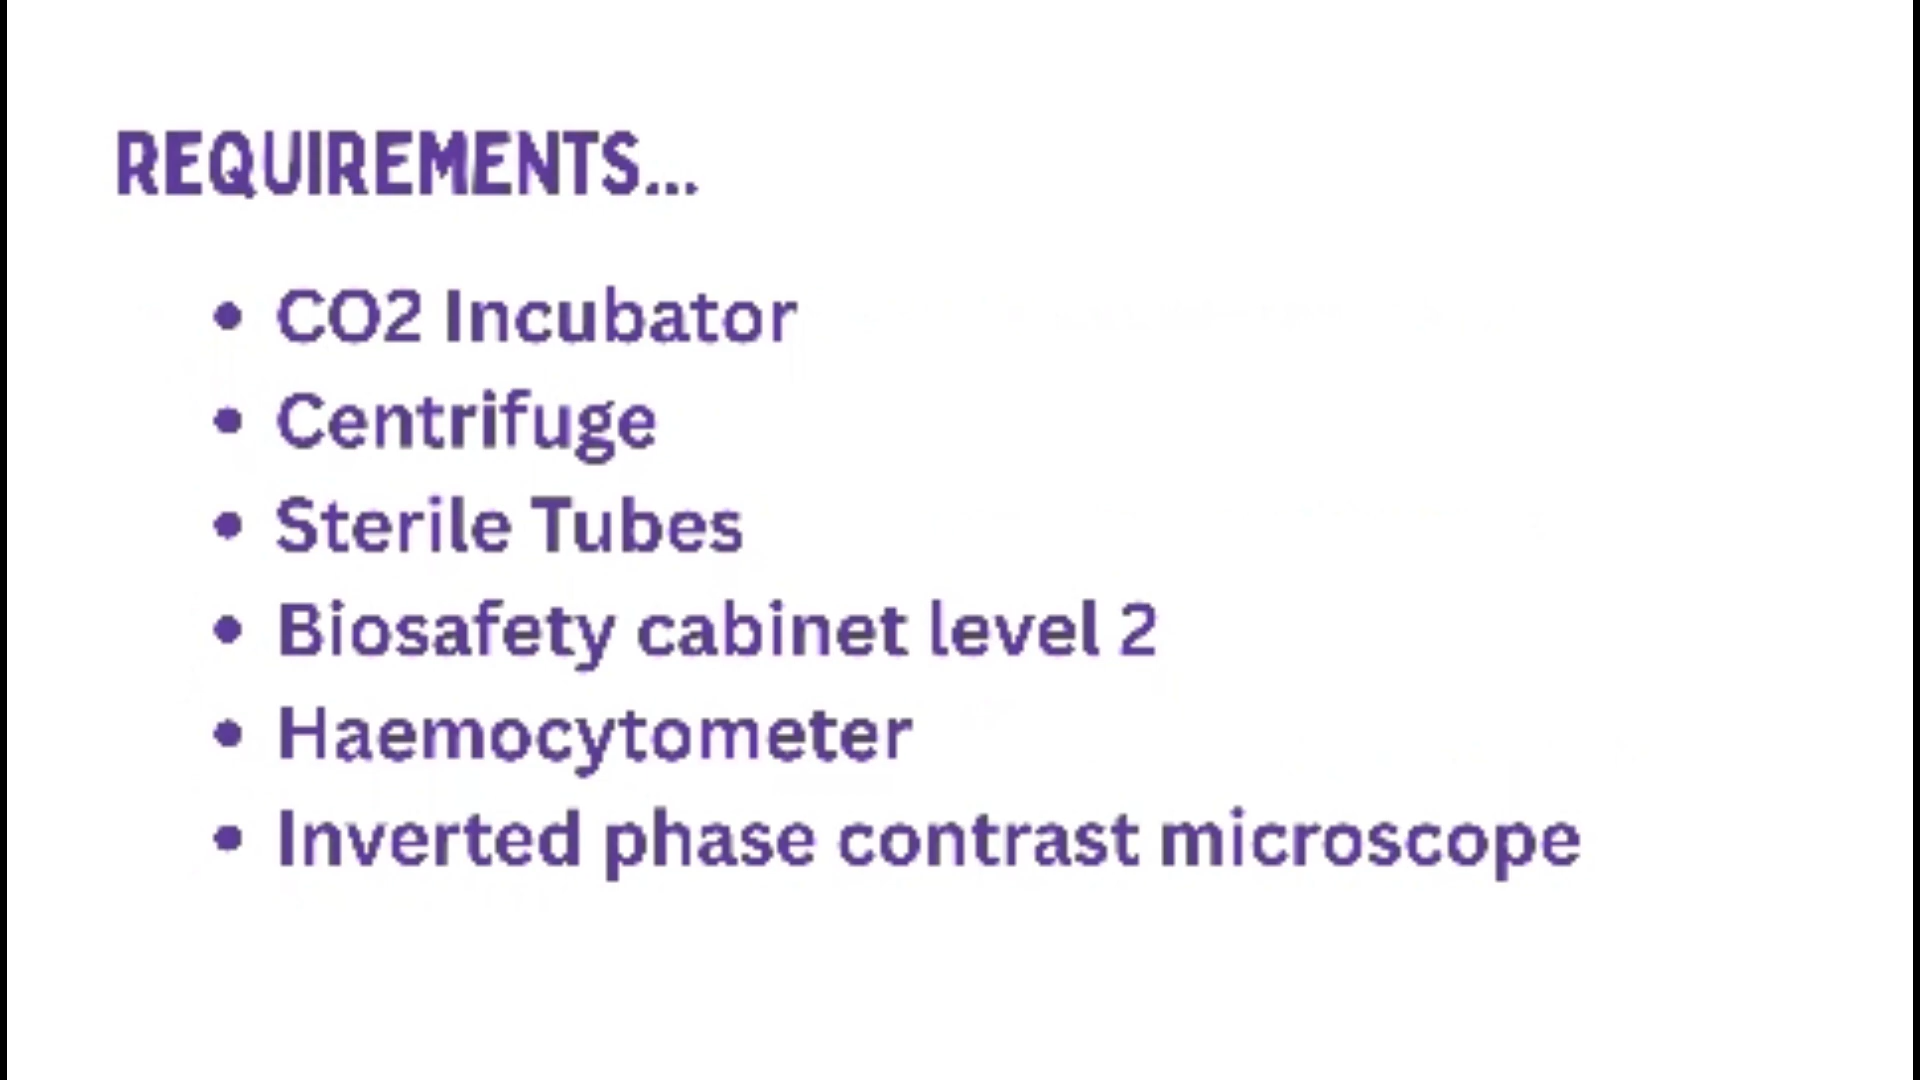 REQUIREMENTS...
• CO2 Incubator
• Centrifuge
• Sterile Tubes
• Biosafety cabinet level 2
• Haemocytometer
• Inverted phase contrast microscope